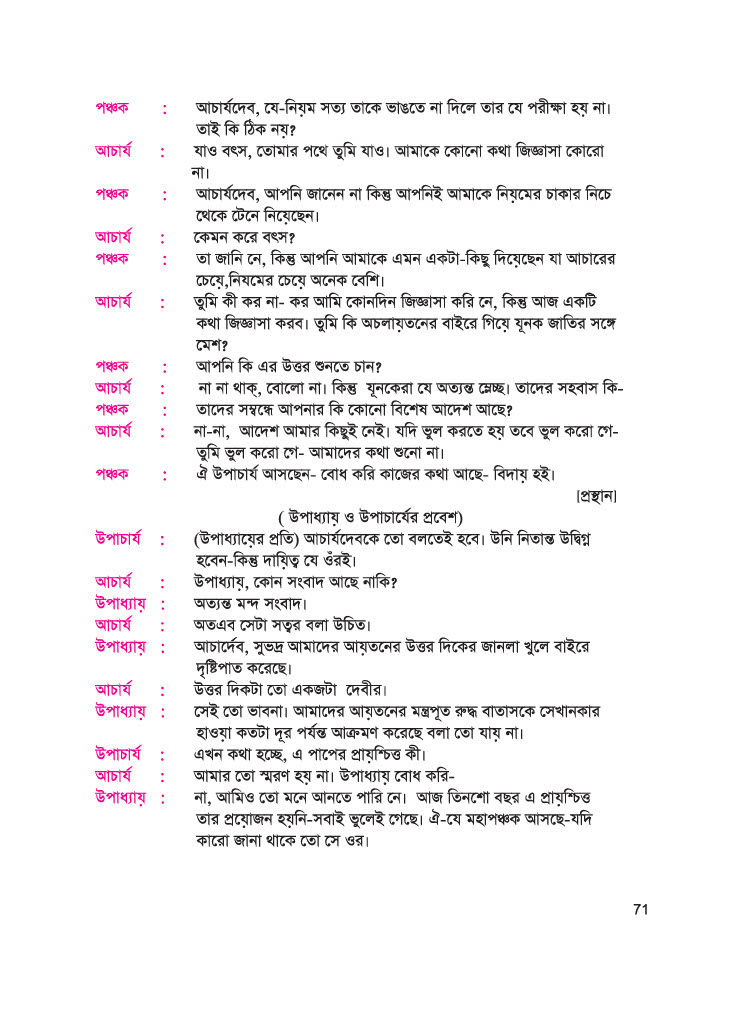 পঞ্চক : আচার্যদেব, যে-নিয়ম সত্য তাকে ভাঙতে না দিলে তার যে পরীক্ষা হয় না।
তাই কি ঠিক নয়?
আচার্য : যাও বৎস, তোমার পথে তুমি যাও। আমাকে কোনো কথা জিজ্ঞাসা কোরো
না।
পঞ্চক : আচার্যদেব, আপনি জানেন না কিন্তু আপনিই আমাকে নিয়মের চাকার নিচে
থেকে টেনে নিয়েছেন।
আচার্য : কেমন করে বৎস?
পঞ্চক : তা জানি নে, কিন্তু আপনি আমাকে এমন একটা-কিছু দিয়েছেন যা আচারের
চেয়ে,নিযমের চেয়ে অনেক বেশি।
আচার্য : তুমি কী কর না- কর আমি কোনদিন জিজ্ঞাসা করি নে, কিন্তু আজ একটি
কথা জিজ্ঞাসা করব। তুমি কি অচলায়তনের বাইরে গিয়ে যূনক জাতির সঙ্গে
মেশ?
পঞ্চক : আপনি কি এর উত্তর শুনতে চান?
আচার্য : না না থাক্, বোলো না। কিন্তু যূনকেরা যে অত্যন্ত ম্লেচ্ছ। তাদের সহবাস কি-
পঞ্চক : তাদের সম্বন্ধে আপনার কি কোনো বিশেষ আদেশ আছে?
আচার্য : না-না, আদেশ আমার কিছুই নেই। যদি ভুল করতে হয় তবে ভুল করো গে-
তুমি ভুল করো গে- আমাদের কথা শুনো না।
পঞ্চক : ঐ উপাচার্য আসছেন- বোধ করি কাজের কথা আছে- বিদায় হই।
[প্রস্থান]
( উপাধ্যায় ও উপাচার্যের প্রবেশ)
উপাচার্য : (উপাধ্যায়ের প্রতি) আচার্যদেবকে তো বলতেই হবে। উনি নিতান্ত উদ্বিগ্ন
হবেন-কিন্তু দায়িত্ব যে ওঁরই।
আচার্য : উপাধ্যায়, কোন সংবাদ আছে নাকি?
উপাধ্যায় : অত্যন্ত মন্দ সংবাদ।
আচার্য : অতএব সেটা সত্বর বলা উচিত।
উপাধ্যায় : আচার্দেব, সুভদ্র আমাদের আয়তনের উত্তর দিকের জানলা খুলে বাইরে
দৃষ্টিপাত করেছে।
আচার্য : উত্তর দিকটা তো একজটা দেবীর।
উপাধ্যায় : সেই তো ভাবনা। আমাদের আয়তনের মন্ত্রপূত রুদ্ধ বাতাসকে সেখানকার
হাওয়া কতটা দূর পর্যন্ত আক্রমণ করেছে বলা তো যায় না।
উপাচার্য : এখন কথা হচ্ছে, এ পাপের প্রায়শ্চিত্ত কী।
আচার্য : আমার তো স্মরণ হয় না। উপাধ্যায় বোধ করি-
উপাধ্যায় : না, আমিও তো মনে আনতে পারি নে। আজ তিনশো বছর এ প্রায়শ্চিত্ত
তার প্রয়োজন হয়নি-সবাই ভুলেই গেছে। ঐ-যে মহাপঞ্চক আসছে-যদি
কারো জানা থাকে তো সে ওর।
71